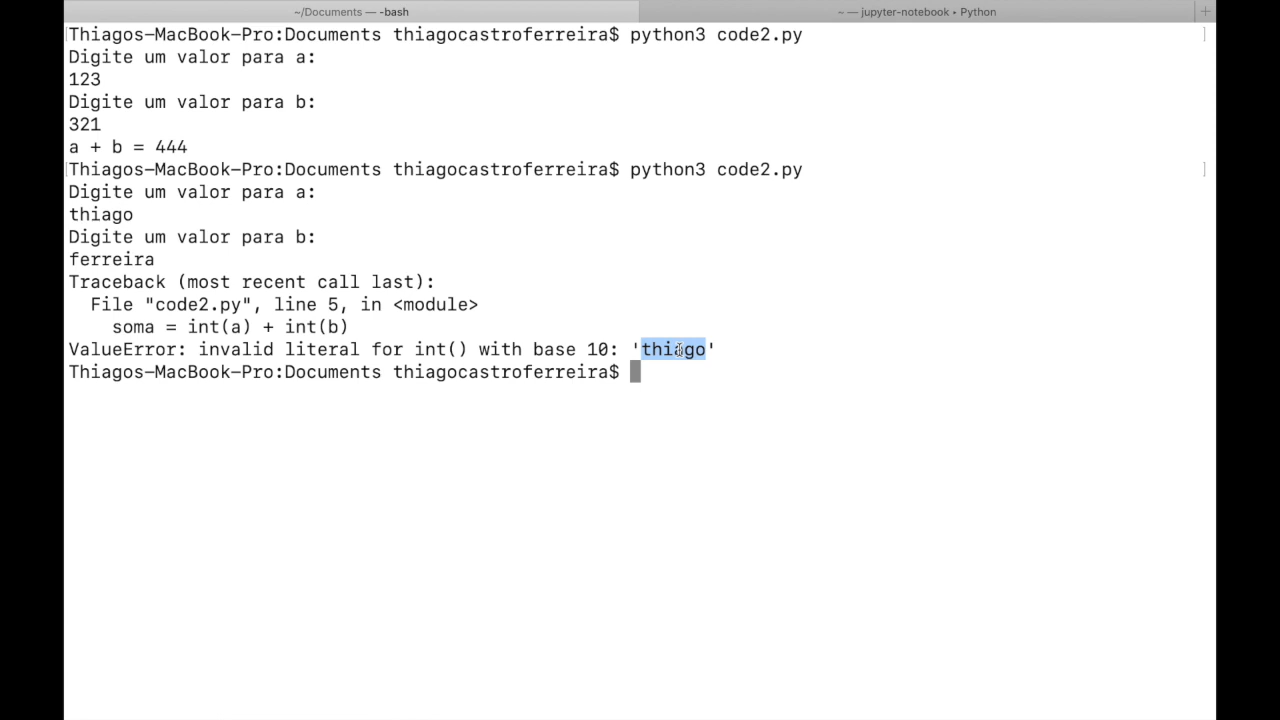 ~/Documents — -bash
~ — jupyter-notebook • Python
Thiagos-MacBook-Pro:Documents thiagocastroferreira$ python3 code2.py
Digite um valor para a:
123
Digite um valor para b:
321
a + b = 444
Thiagos-MacBook-Pro:Documents thiagocastroferreira$ python3 code2.py
Digite um valor para a:
thiago
Digite um valor para b:
ferreira
Traceback (most recent call last):
  File "code2.py", line 5, in <module>
    soma = int(a) + int(b)
ValueError: invalid literal for int() with base 10: 'thiago'
Thiagos-MacBook-Pro:Documents thiagocastroferreira$